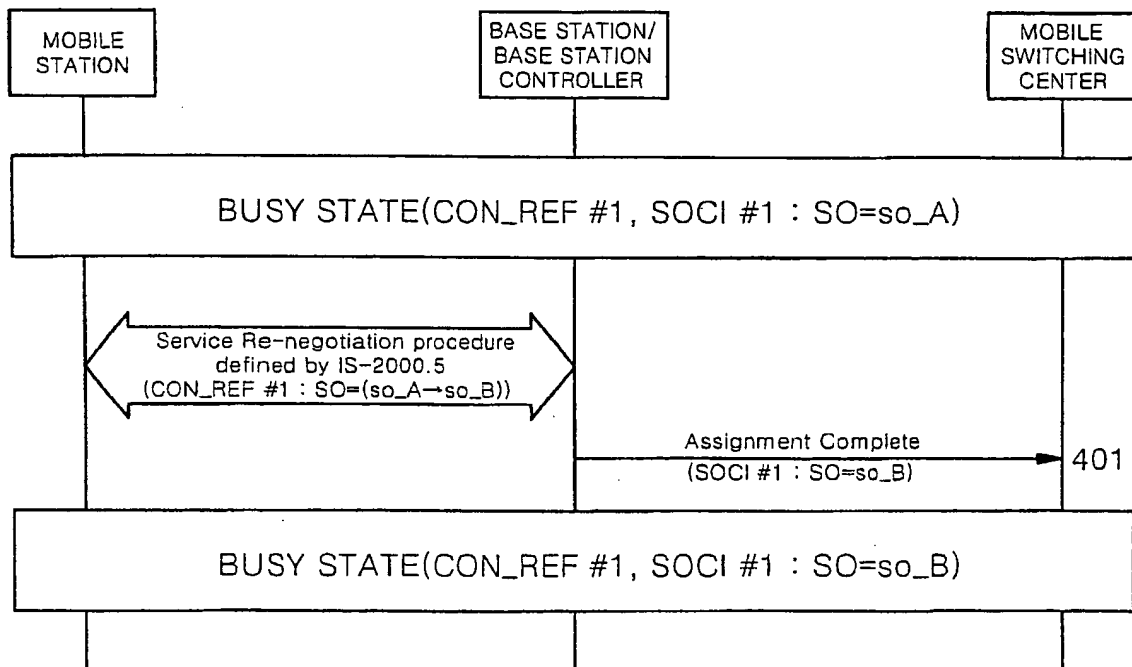 MOBILE
STATION
BASE STATION/
BASE STATION
CONTROLLER
MOBILE
SWITCHING
CENTER
BUSY STATE(CON_REF #1, SOCI #1 : SO=so_A)
Service Re-negotiation procedure
defined by IS-2000.5
(CON_REF #1 : SO=(so_A→so_B))
Assignment Complete
(SOCI #1 : SO=so_B)
401
BUSY STATE(CON_REF #1, SOCI #1 : SO=so_B)